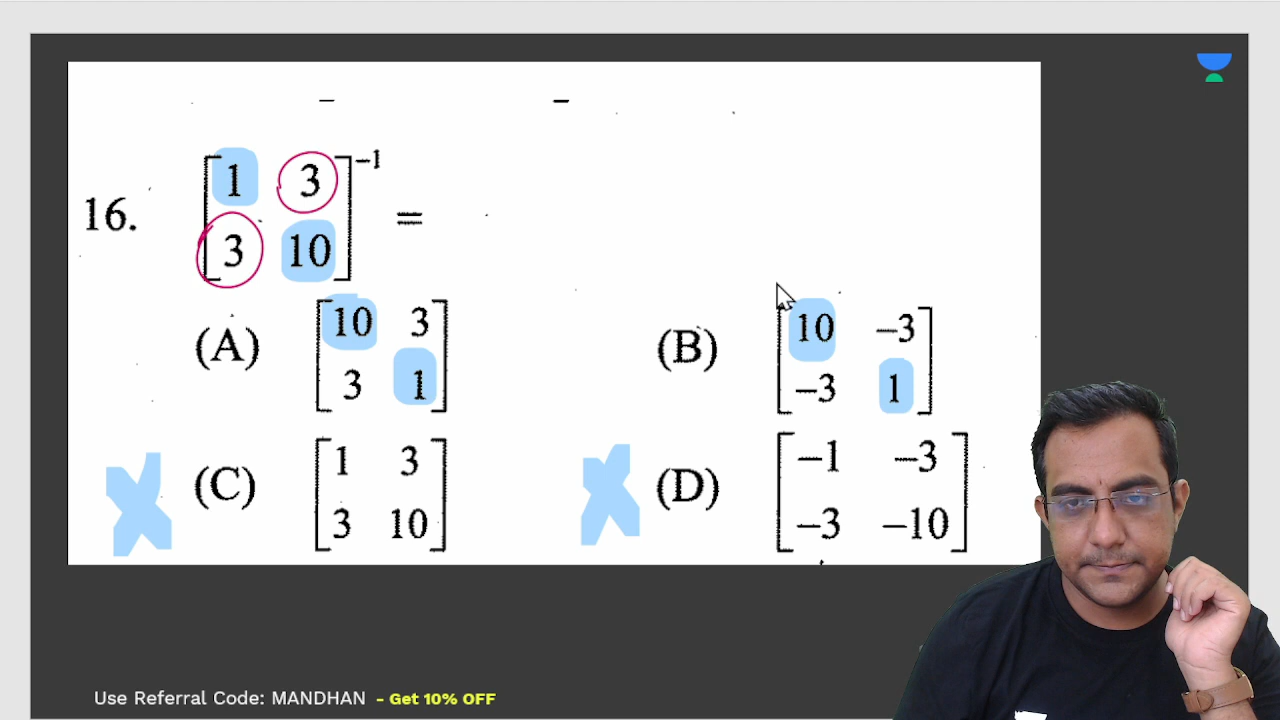 16. [1 3 3 10]⁻¹ =
(A) [10 3 3 1]
(B) [10 –3 –3 1]
(C) [1 3 3 10]
(D) [–1 –3 –3 –10]
Use Referral Code: MANDHAN - Get 10% OFF